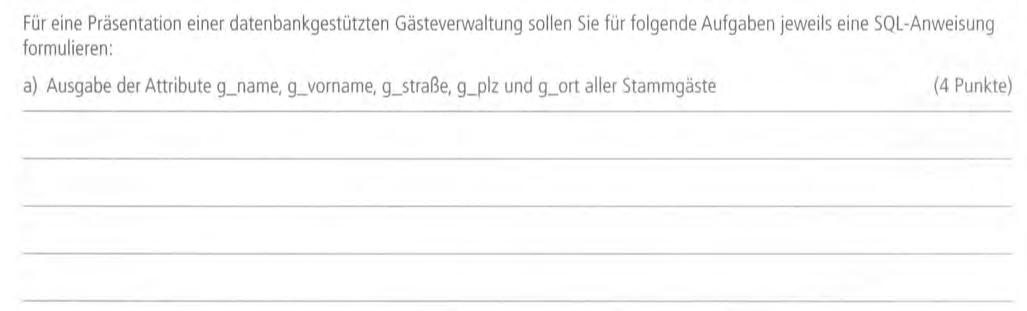 Für eine Präsentation einer datenbankgestützten Gästeverwaltung sollen Sie für folgende Aufgaben jeweils eine SQL-Anweisung
formulieren:
a) Ausgabe der Attribute g_name, g_vorname, g_straße, g_plz und g_ort aller Stammgäste (4 Punkte)